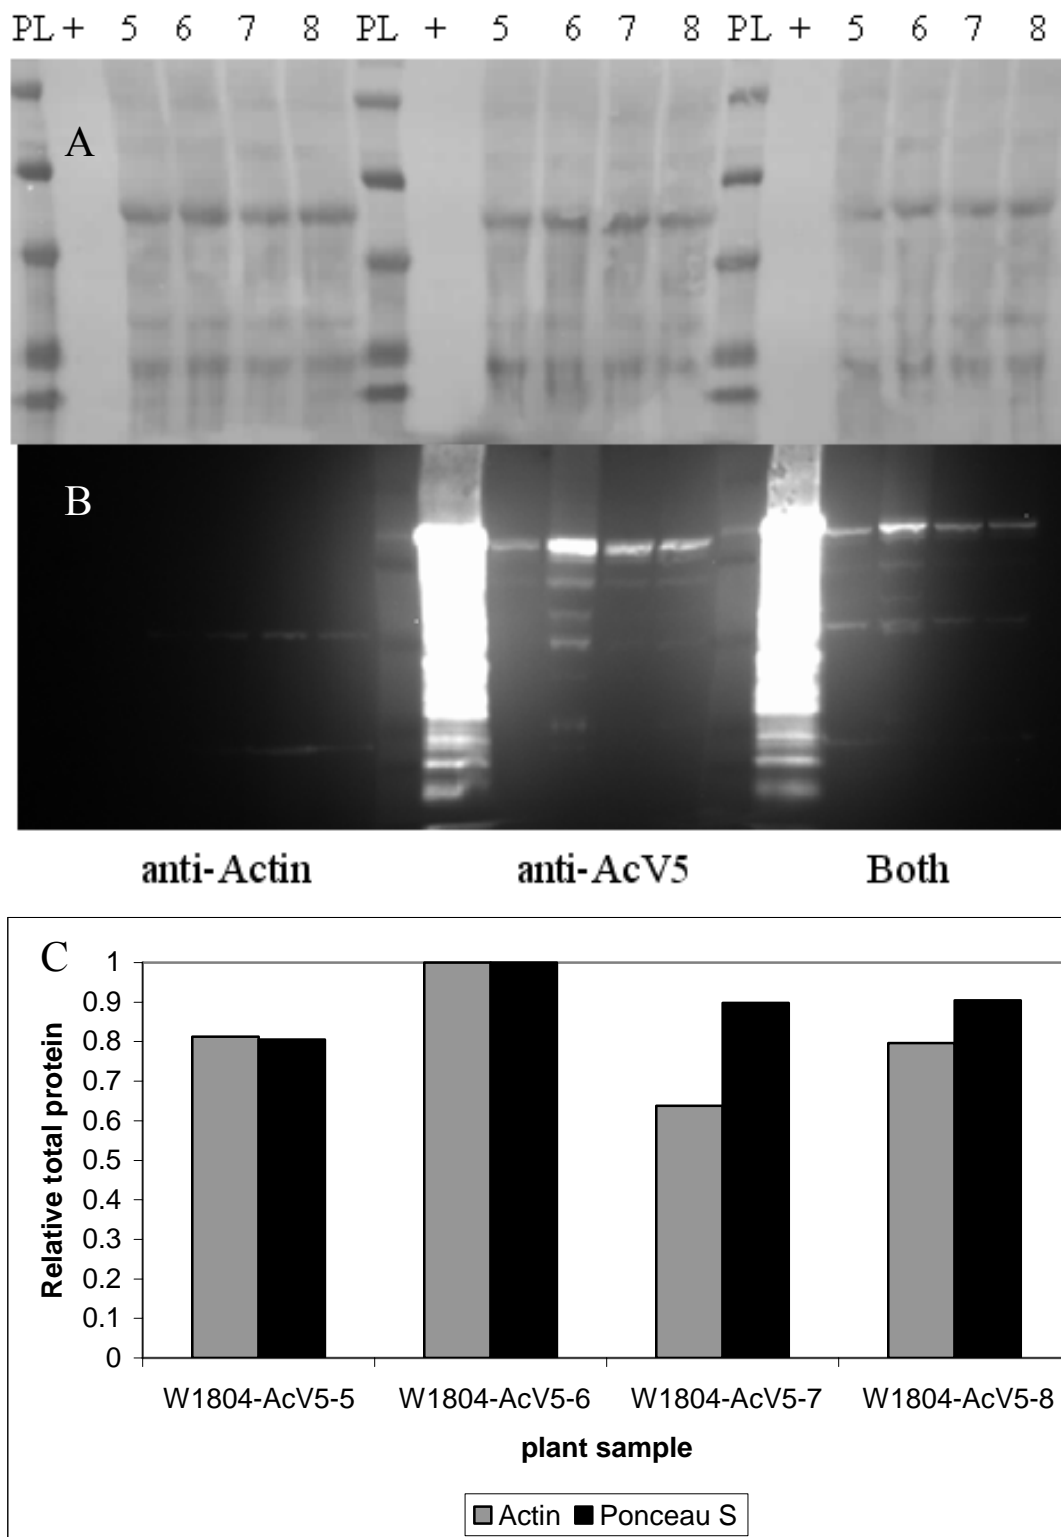 PL + 5 6 7 8 PL + 5 6 7 8 PL + 5 6 7 8
A
B
anti-Actin anti-AcV5 Both
C
1
0.9
0.8
0.7
0.6
0.5
0.4
0.3
0.2
0.1
0
Relative total protein
W1804-AcV5-5 W1804-AcV5-6 W1804-AcV5-7 W1804-AcV5-8
plant sample
Actin Ponceau S